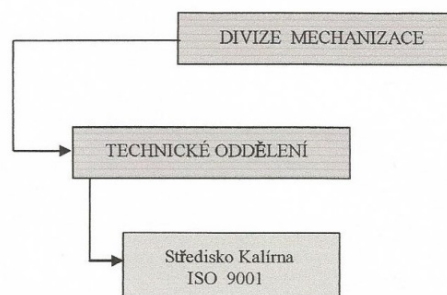 DIVIZE MECHANIZACE
TECHNICKÉ ODDĚLENÍ
Středisko Kalírna
ISO 9001